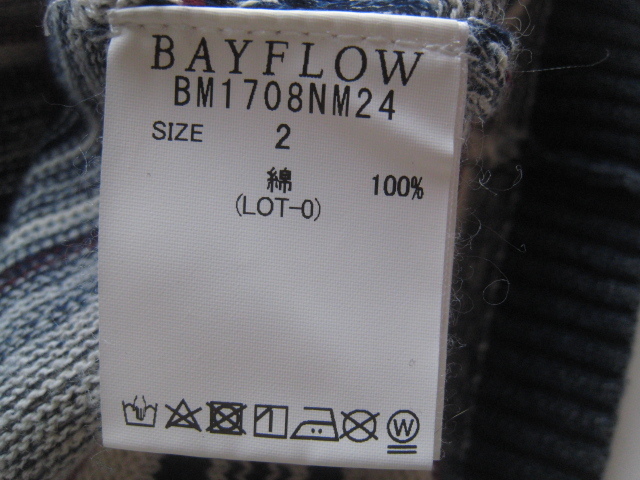 BAYFLOW
BM1708NM24
SIZE 2
綿 100%
(LOT-0)
W